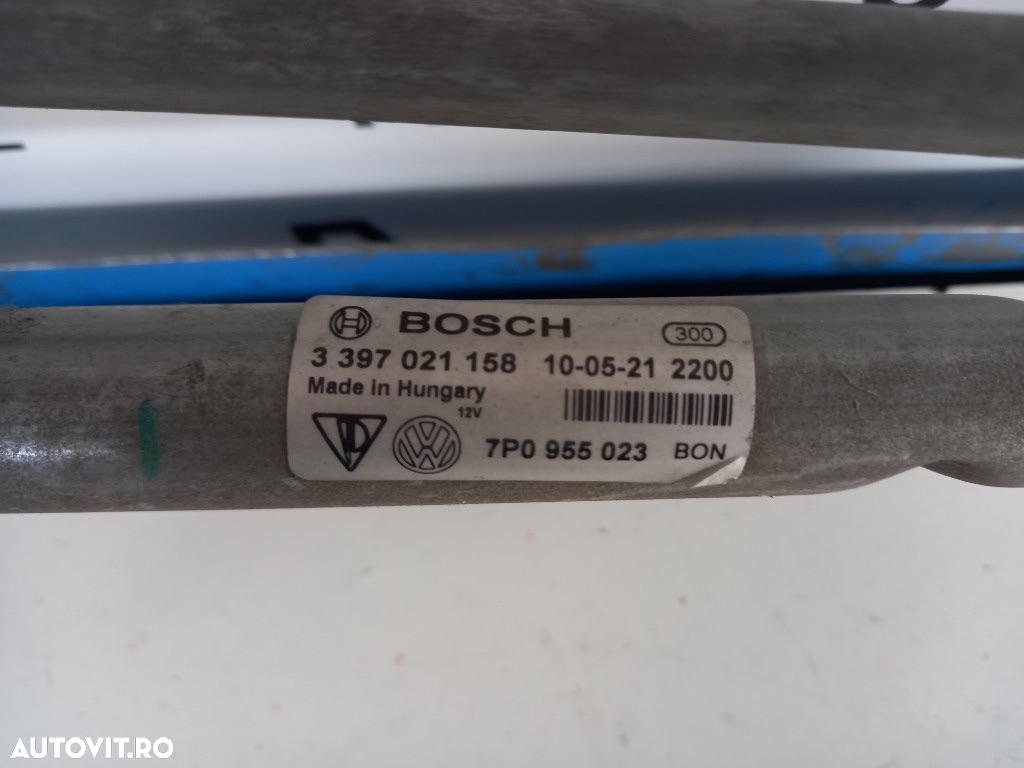 BOSCH 300
3 397 021 158 10-05-21 2200
Made in Hungary
12V
7P0 955 023 BON
AUTOVIT.RO